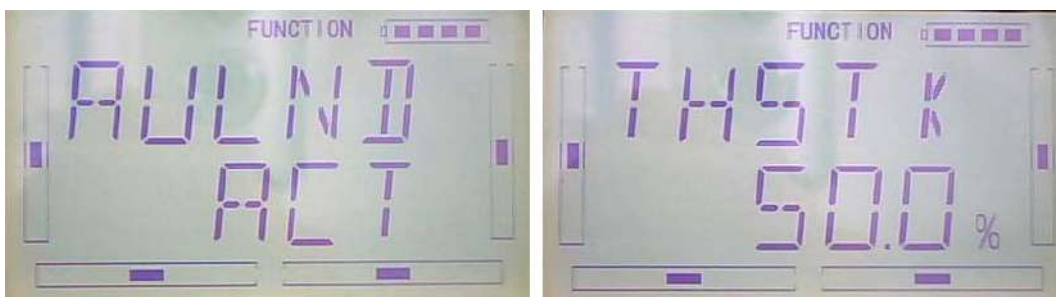 FUNCTION
AULND
ACT
FUNCTION
THSTK
50.0%